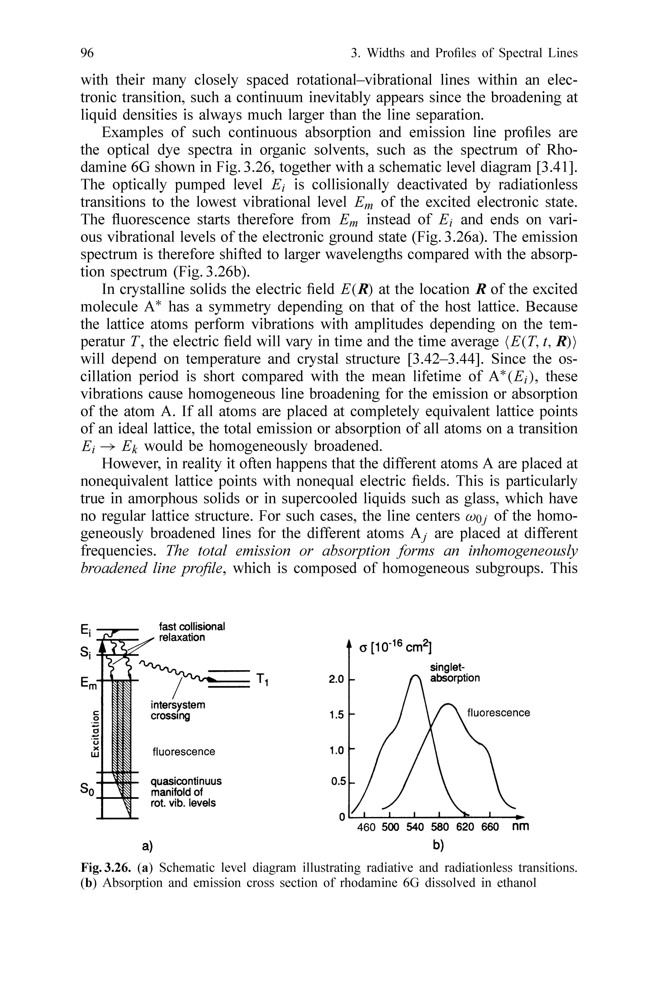 96
3. Widths and Profiles of Spectral Lines
with their many closely spaced rotational–vibrational lines within an elec-
tronic transition, such a continuum inevitably appears since the broadening at
liquid densities is always much larger than the line separation.
Examples of such continuous absorption and emission line profiles are
the optical dye spectra in organic solvents, such as the spectrum of Rho-
damine 6G shown in Fig. 3.26, together with a schematic level diagram [3.41].
The optically pumped level Ei is collisionally deactivated by radiationless
transitions to the lowest vibrational level Em of the excited electronic state.
The fluorescence starts therefore from Em instead of Ei and ends on vari-
ous vibrational levels of the electronic ground state (Fig. 3.26a). The emission
spectrum is therefore shifted to larger wavelengths compared with the absorp-
tion spectrum (Fig. 3.26b).
In crystalline solids the electric field E(R) at the location R of the excited
molecule A* has a symmetry depending on that of the host lattice. Because
the lattice atoms perform vibrations with amplitudes depending on the tem-
peratur T, the electric field will vary in time and the time average ⟨E(T, t, R)⟩
will depend on temperature and crystal structure [3.42–3.44]. Since the os-
cillation period is short compared with the mean lifetime of A*(Ei), these
vibrations cause homogeneous line broadening for the emission or absorption
of the atom A. If all atoms are placed at completely equivalent lattice points
of an ideal lattice, the total emission or absorption of all atoms on a transition
Ei → Ek would be homogeneously broadened.
However, in reality it often happens that the different atoms A are placed at
nonequivalent lattice points with nonequal electric fields. This is particularly
true in amorphous solids or in supercooled liquids such as glass, which have
no regular lattice structure. For such cases, the line centers ω0j of the homo-
geneously broadened lines for the different atoms Aj are placed at different
frequencies. The total emission or absorption forms an inhomogeneously
broadened line profile, which is composed of homogeneous subgroups. This
Ei
Si
Em
S0
Excitation
fast collisional
relaxation
T1
intersystem
crossing
fluorescence
quasicontinuus
manifold of
rot. vib. levels
a)
σ [10⁻¹⁶ cm²]
singlet-
absorption
fluorescence
2.0
1.5
1.0
0.5
0
460 500 540 580 620 660 nm
b)
Fig. 3.26. (a) Schematic level diagram illustrating radiative and radiationless transitions.
(b) Absorption and emission cross section of rhodamine 6G dissolved in ethanol